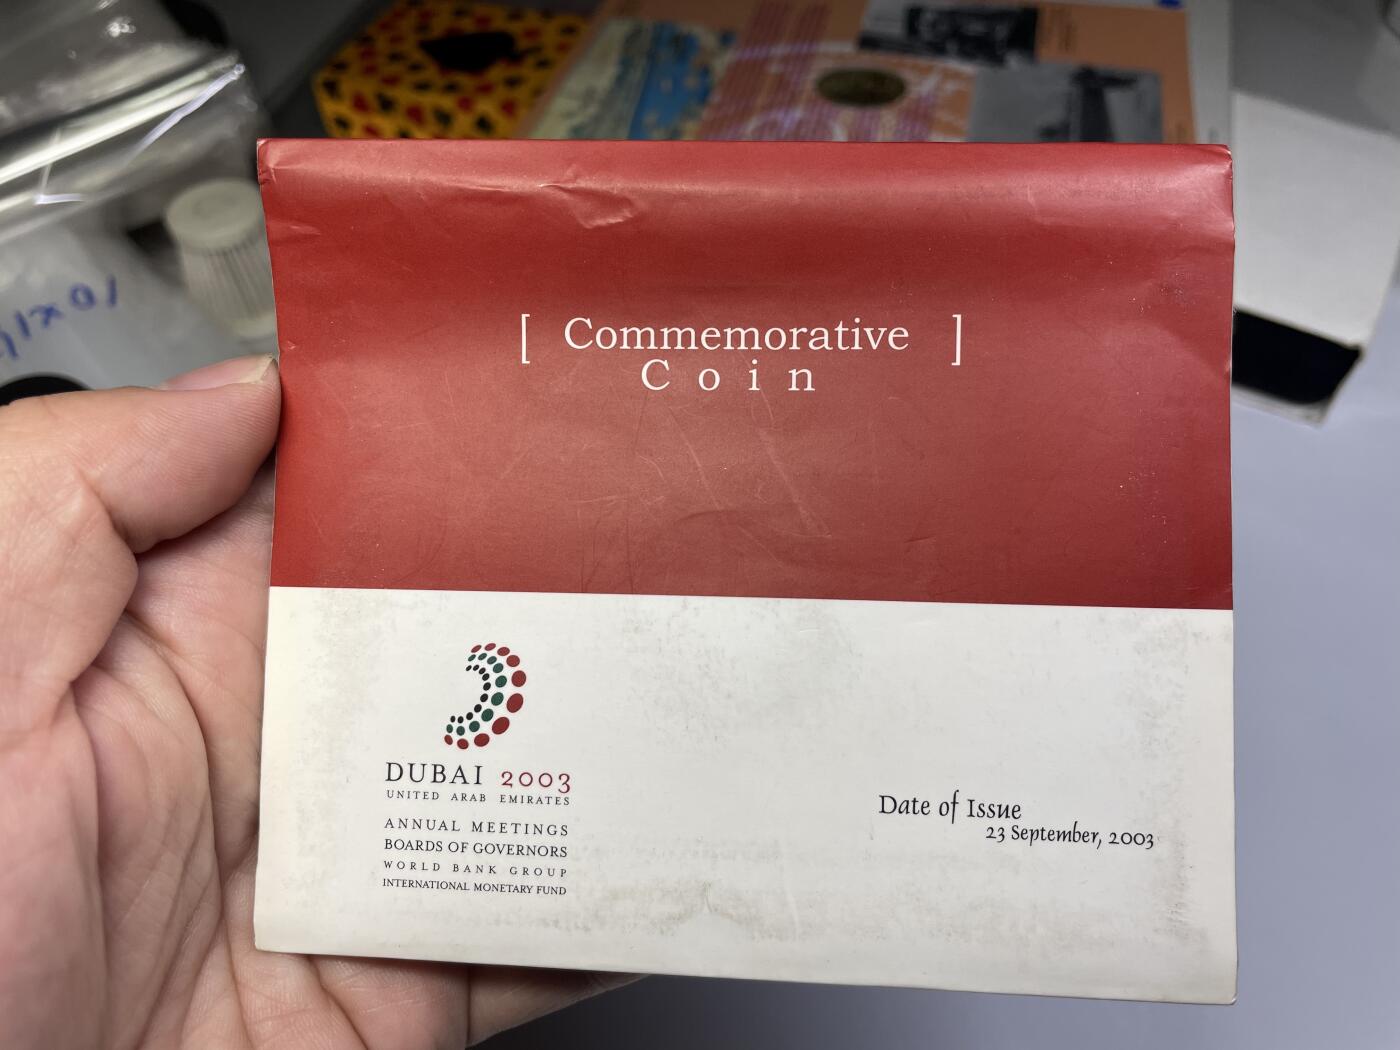 [ Commemorative ]
Coin
DUBAI 2003
UNITED ARAB EMIRATES
ANNUAL MEETINGS
BOARDS OF GOVERNORS
WORLD BANK GROUP
INTERNATIONAL MONETARY FUND
Date of Issue
23 September, 2003